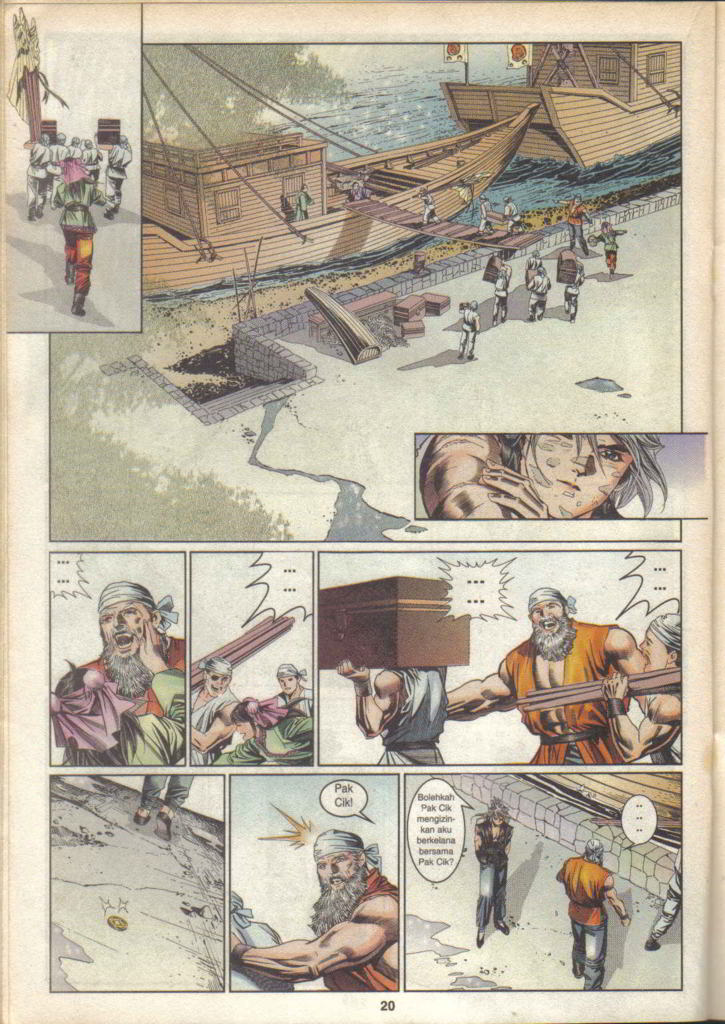 ...
...
...
...
...
...
...
...
Pak
Cik!
Bolehkah
Pak Cik
mengizin-
kan aku
berkelana
bersama
Pak Cik?
...
...
20